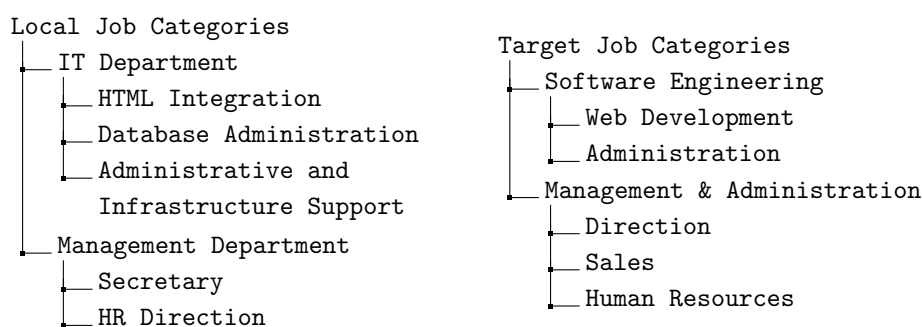 Local Job Categories
IT Department
HTML Integration
Database Administration
Administrative and
Infrastructure Support
Management Department
Secretary
HR Direction
Target Job Categories
Software Engineering
Web Development
Administration
Management & Administration
Direction
Sales
Human Resources